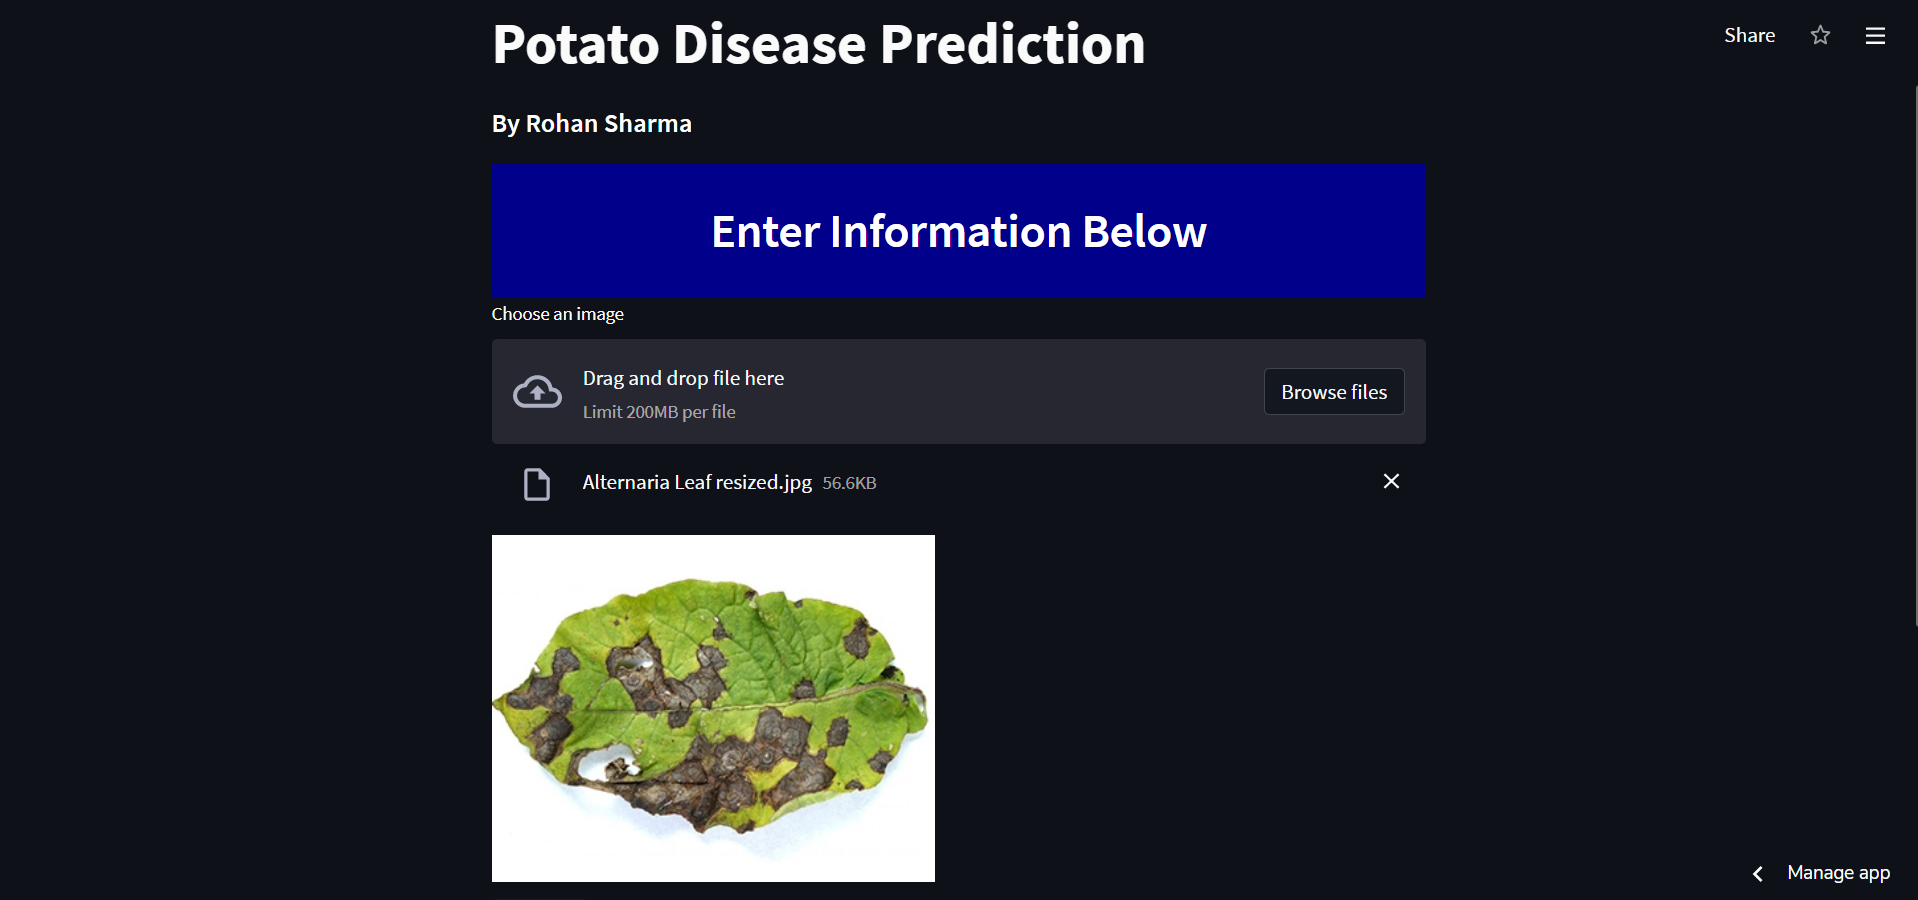 Share
Potato Disease Prediction
By Rohan Sharma
Enter Information Below
Choose an image
Drag and drop file here
Limit 200MB per file
Browse files
Alternaria Leaf resized.jpg 56.6KB
Manage app